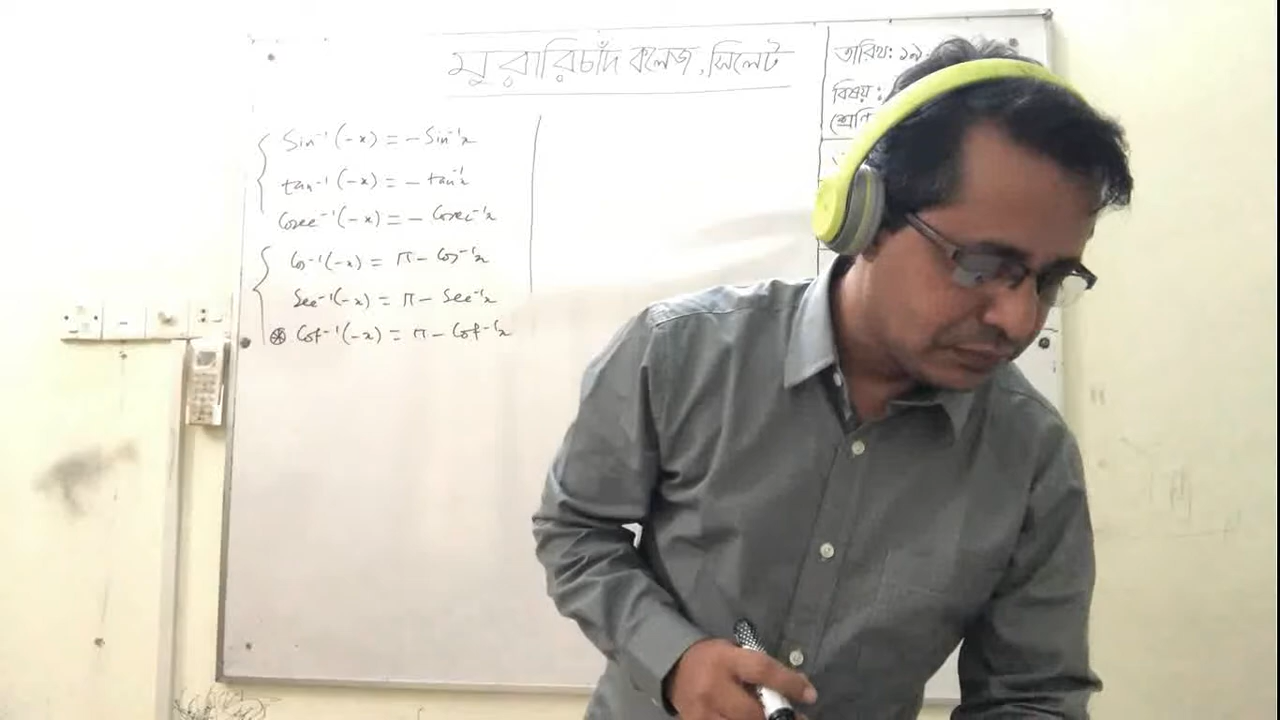 মুরারিচাঁদ কলেজ, সিলেট
Sin⁻¹(-x) = - Sin⁻¹x
tan⁻¹(-x) = - tan⁻¹x
Cosec⁻¹(-x) = - Cosec⁻¹x
Cos⁻¹(-x) = π - Cos⁻¹x
Sec⁻¹(-x) = π - Sec⁻¹x
⊛ Cot⁻¹(-x) = π - Cot⁻¹x
তারিখ: ১৯
বিষয় :
শ্রেণি